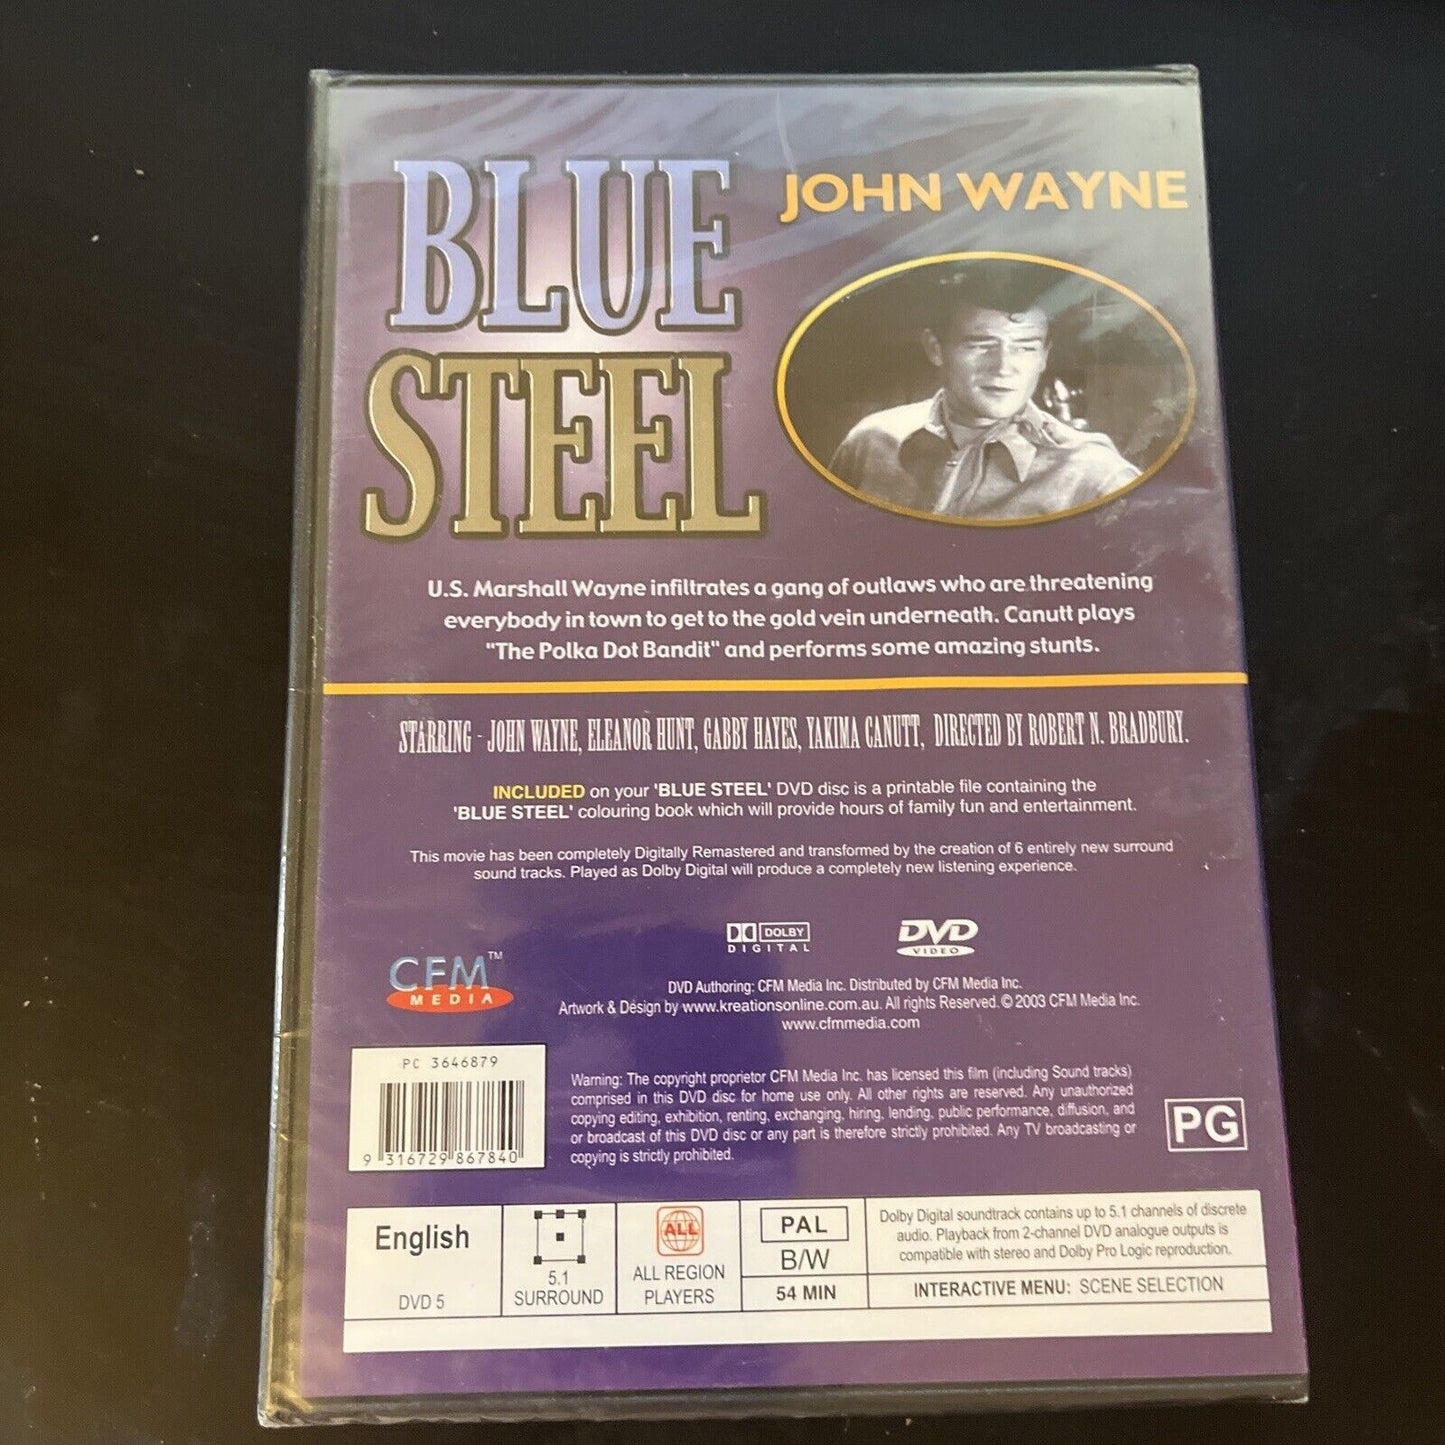 BLUE
STEEL
JOHN WAYNE
U.S. Marshall Wayne infiltrates a gang of outlaws who are threatening
everybody in town to get to the gold vein underneath. Canutt plays
"The Polka Dot Bandit" and performs some amazing stunts.
STARRING - JOHN WAYNE, ELEANOR HUNT, GABBY HAYES, YAKIMA CANUTT, DIRECTED BY ROBERT N. BRADBURY.
INCLUDED on your 'BLUE STEEL' DVD disc is a printable file containing the
'BLUE STEEL' colouring book which will provide hours of family fun and entertainment.
This movie has been completely Digitally Remastered and transformed by the creation of 6 entirely new surround
sound tracks. Played as Dolby Digital will produce a completely new listening experience.
DOLBY
DIGITAL
DVD
VIDEO
CFM™
MEDIA
DVD Authoring: CFM Media Inc. Distributed by CFM Media Inc.
Artwork & Design by www.kreationsonline.com.au. All rights Reserved. © 2003 CFM Media Inc.
www.cfmmedia.com
PC 3646879
9 316729 867840
Warning: The copyright proprietor CFM Media Inc. has licensed this film (including Sound tracks)
comprised in this DVD disc for home use only. All other rights are reserved. Any unauthorized
copying editing, exhibition, renting, exchanging, hiring, lending, public performance, diffusion, and
or broadcast of this DVD disc or any part is therefore strictly prohibited. Any TV broadcasting or
copying is strictly prohibited.
PG
English
DVD 5
5.1
SURROUND
ALL
ALL REGION
PLAYERS
PAL
B/W
54 MIN
Dolby Digital soundtrack contains up to 5.1 channels of discrete
audio. Playback from 2-channel DVD analogue outputs is
compatible with stereo and Dolby Pro Logic reproduction.
INTERACTIVE MENU: SCENE SELECTION